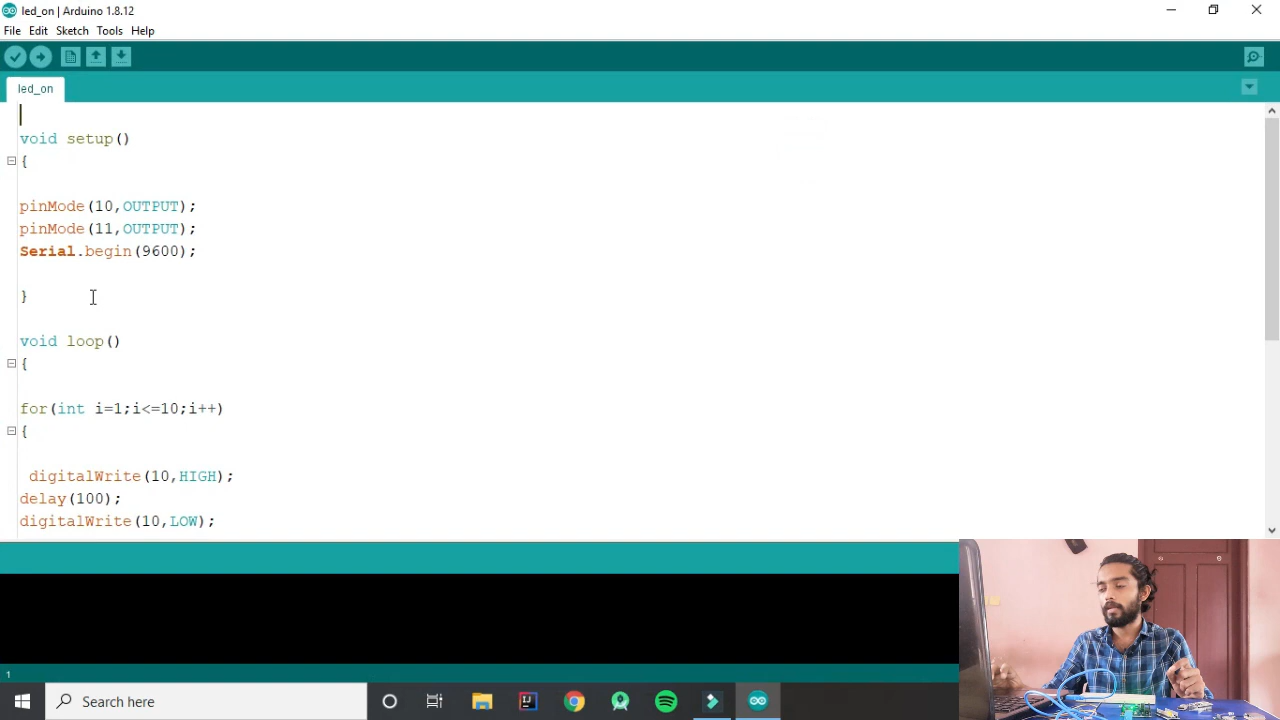 led_on | Arduino 1.8.12
File Edit Sketch Tools Help
led_on
void setup()
{
pinMode(10,OUTPUT);
pinMode(11,OUTPUT);
Serial.begin(9600);
}
void loop()
{
for(int i=1;i<=10;i++)
{
digitalWrite(10,HIGH);
delay(100);
digitalWrite(10,LOW);
1
Search here